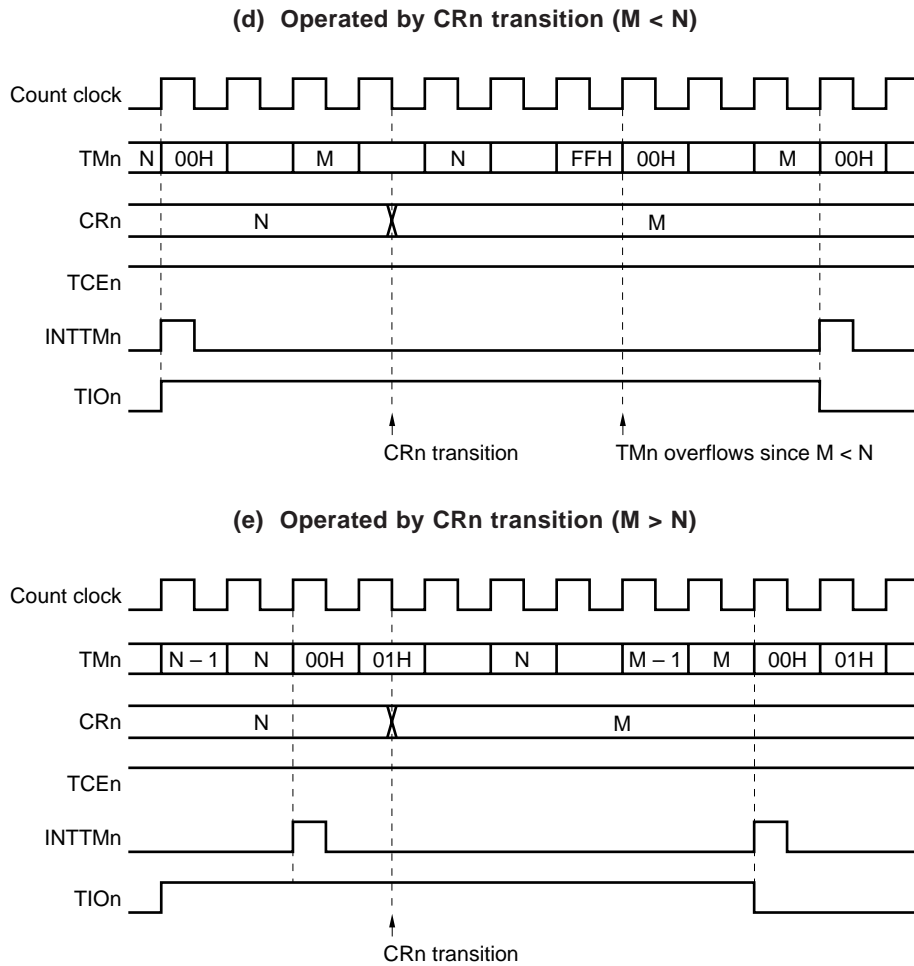 (d) Operated by CRn transition (M < N)
Count clock
TMn N 00H M N FFH 00H M 00H
CRn N M
TCEn
INTTMn
TIOn
CRn transition TMn overflows since M < N
(e) Operated by CRn transition (M > N)
Count clock
TMn N – 1 N 00H 01H N M – 1 M 00H 01H
CRn N M
TCEn
INTTMn
TIOn
CRn transition